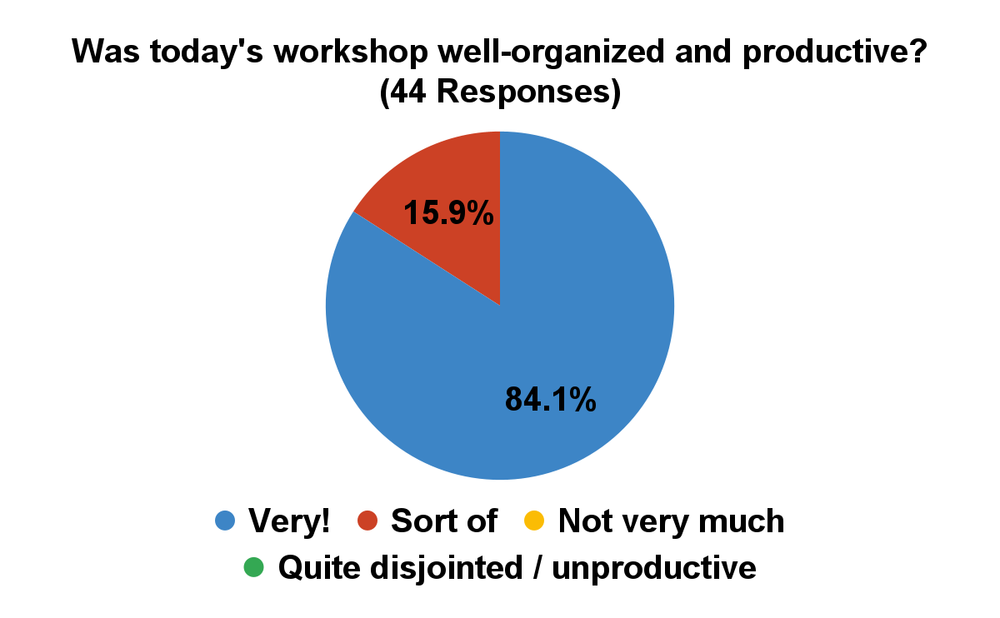 Was today's workshop well-organized and productive?
(44 Responses)
15.9%
84.1%
Very! Sort of Not very much
Quite disjointed / unproductive